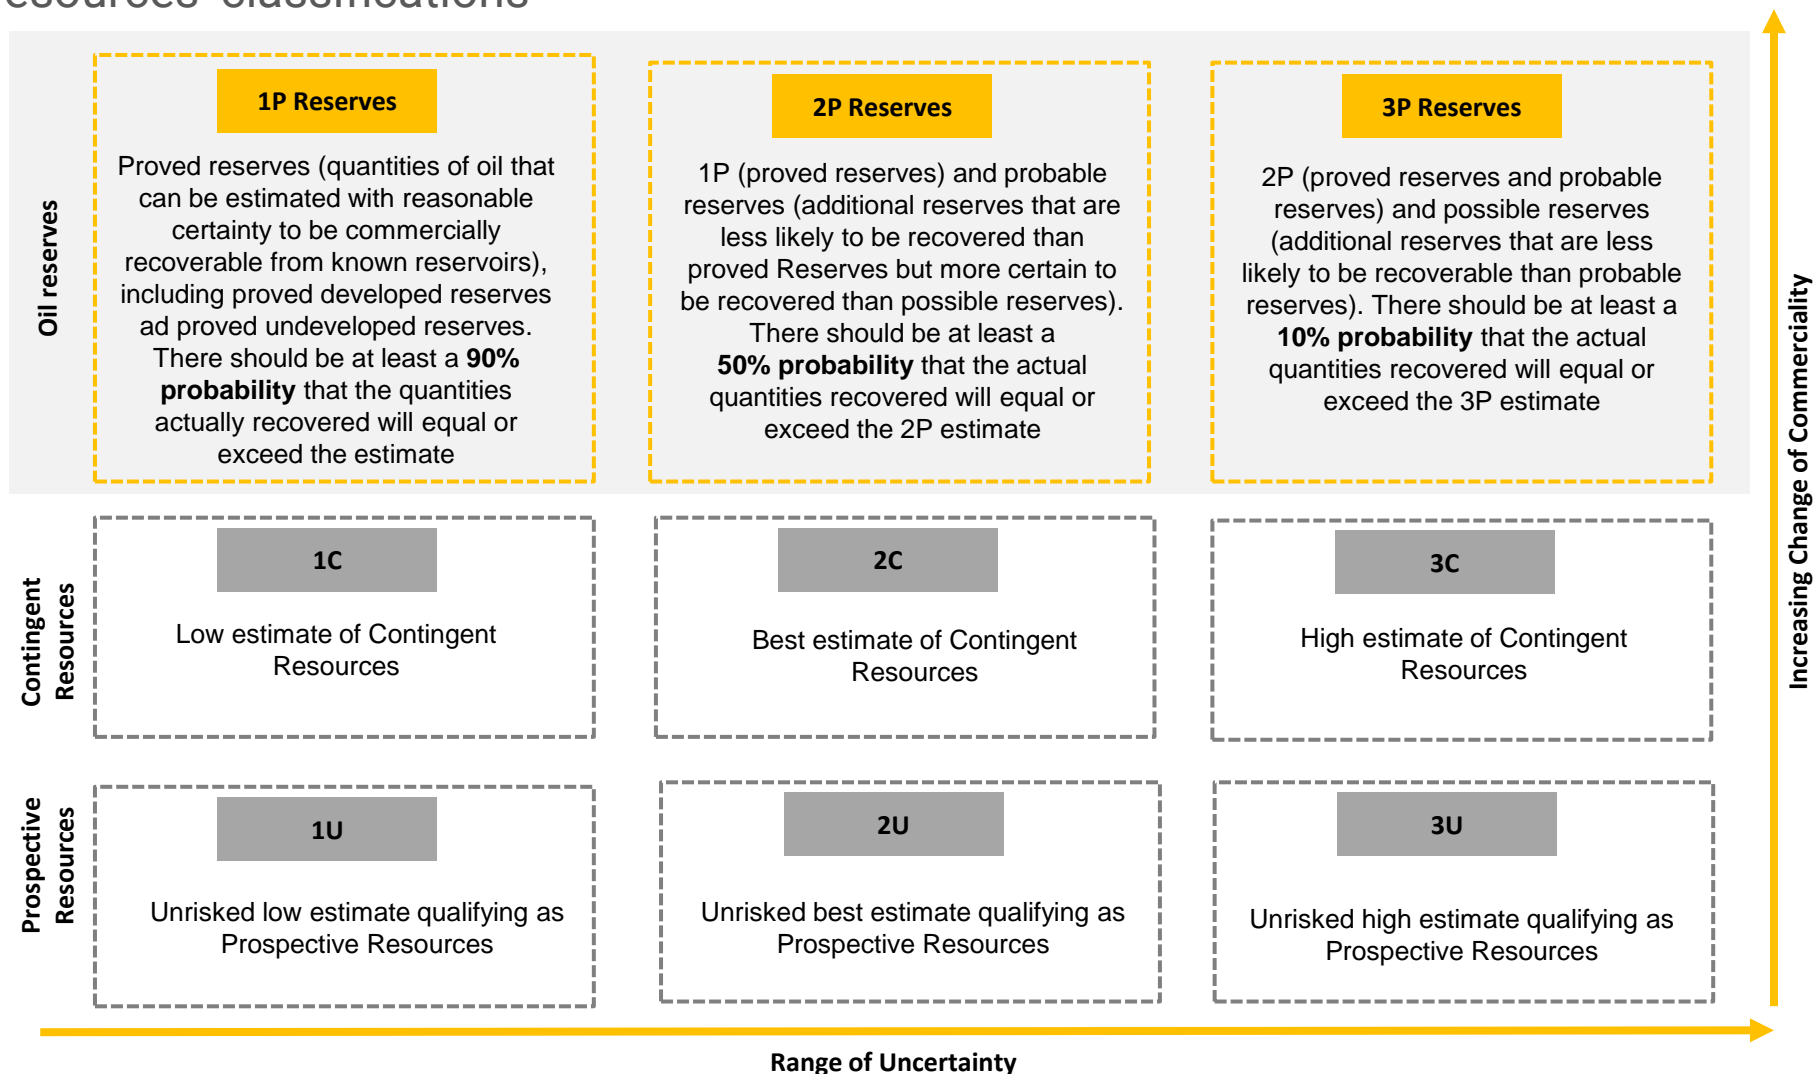 esources classifications
Oil reserves
1P Reserves
Proved reserves (quantities of oil that
can be estimated with reasonable
certainty to be commercially
recoverable from known reservoirs),
including proved developed reserves
ad proved undeveloped reserves.
There should be at least a 90%
probability that the quantities
actually recovered will equal or
exceed the estimate
2P Reserves
1P (proved reserves) and probable
reserves (additional reserves that are
less likely to be recovered than
proved Reserves but more certain to
be recovered than possible reserves).
There should be at least a
50% probability that the actual
quantities recovered will equal or
exceed the 2P estimate
3P Reserves
2P (proved reserves and probable
reserves) and possible reserves
(additional reserves that are less
likely to be recoverable than probable
reserves). There should be at least a
10% probability that the actual
quantities recovered will equal or
exceed the 3P estimate
Contingent
Resources
1C
Low estimate of Contingent
Resources
2C
Best estimate of Contingent
Resources
3C
High estimate of Contingent
Resources
Prospective
Resources
1U
Unrisked low estimate qualifying as
Prospective Resources
2U
Unrisked best estimate qualifying as
Prospective Resources
3U
Unrisked high estimate qualifying as
Prospective Resources
Increasing Change of Commerciality
Range of Uncertainty